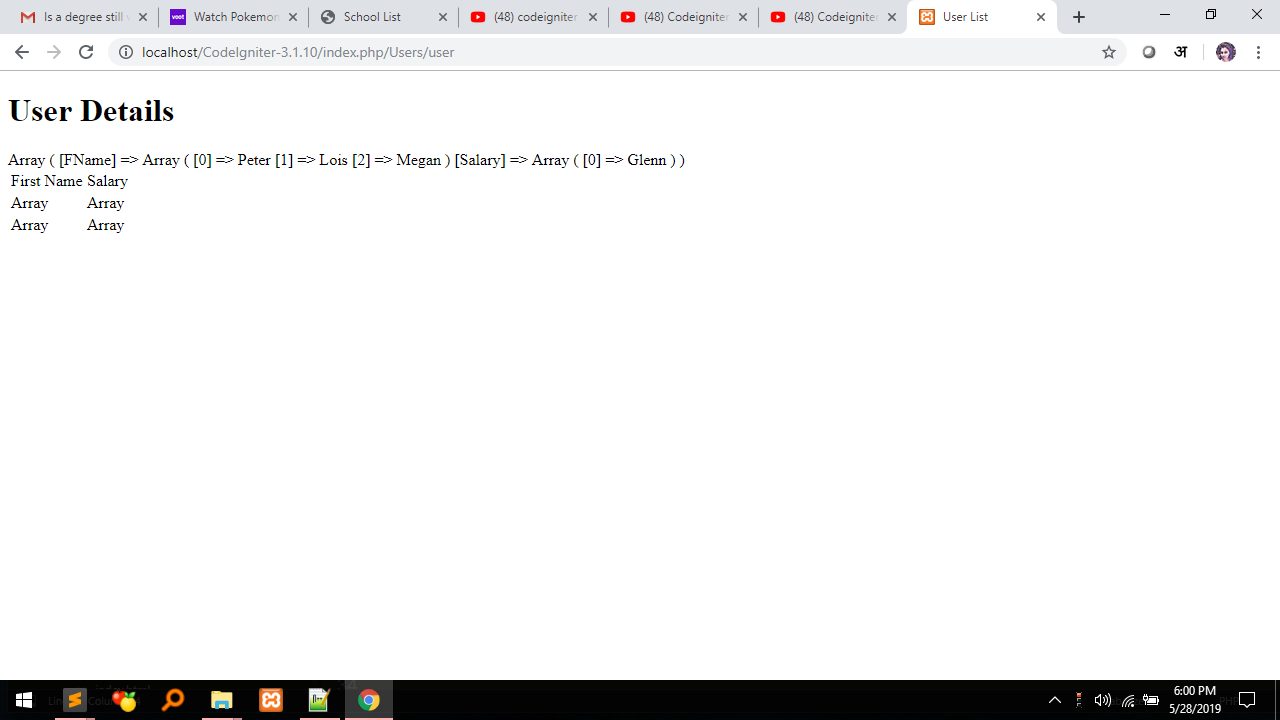 Is a degree still
Watch Pokemon
School List
(48) codeigniter
(48) Codeigniter
(48) Codeigniter
User List
localhost/CodeIgniter-3.1.10/index.php/Users/user
अ
User Details
Array ( [FName] => Array ( [0] => Peter [1] => Lois [2] => Megan ) [Salary] => Array ( [0] => Glenn ) )
First Name Salary
Array Array
Array Array
6:00 PM
5/28/2019